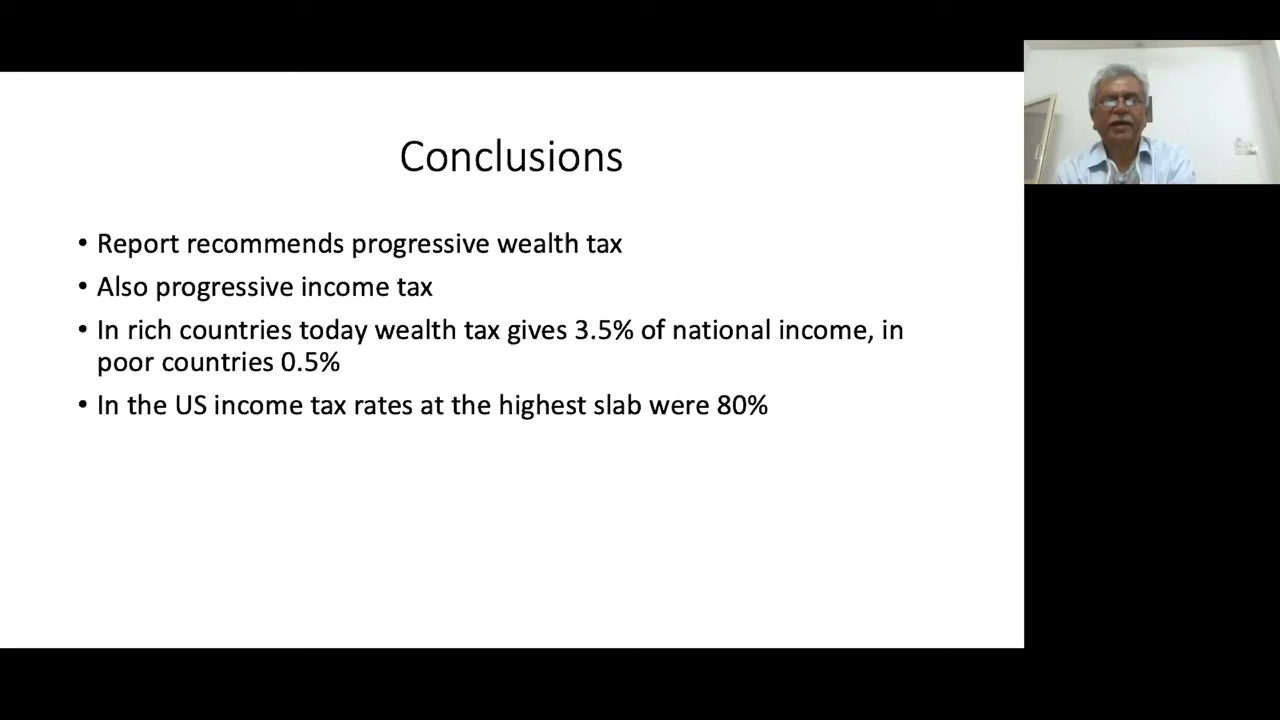 Conclusions
• Report recommends progressive wealth tax
• Also progressive income tax
• In rich countries today wealth tax gives 3.5% of national income, in
poor countries 0.5%
• In the US income tax rates at the highest slab were 80%